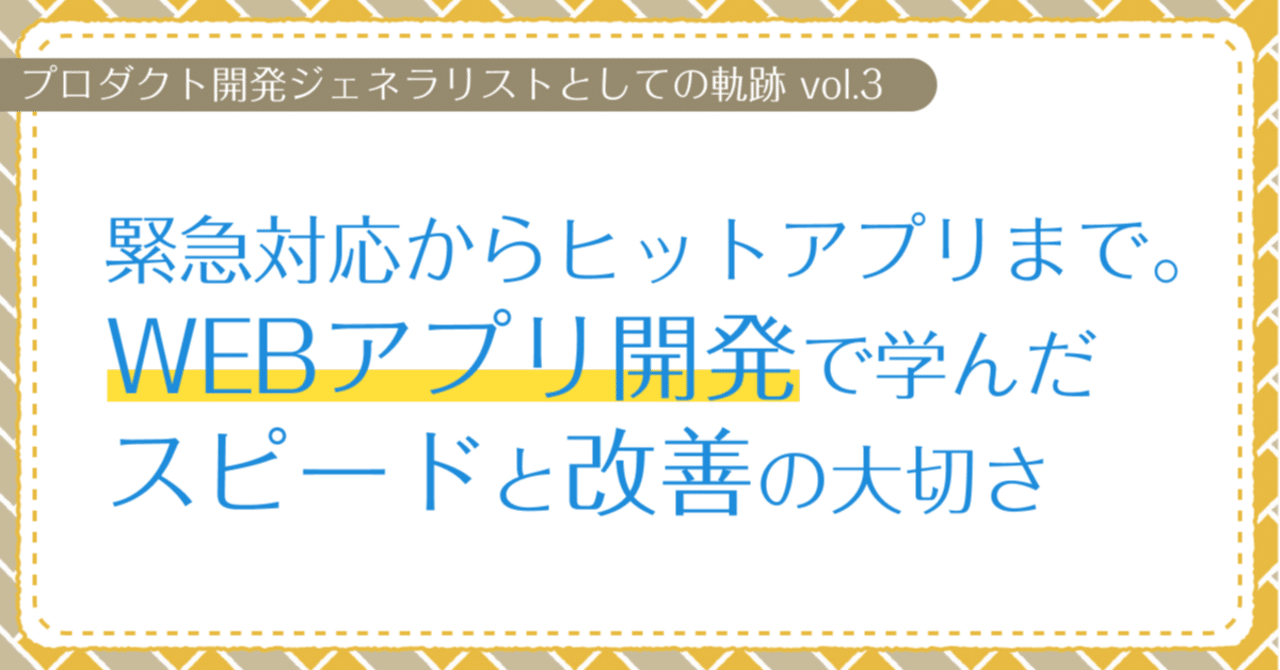 プロダクト開発ジェネラリストとしての軌跡 vol.3
緊急対応からヒットアプリまで。
WEBアプリ開発で学んだ
スピードと改善の大切さ